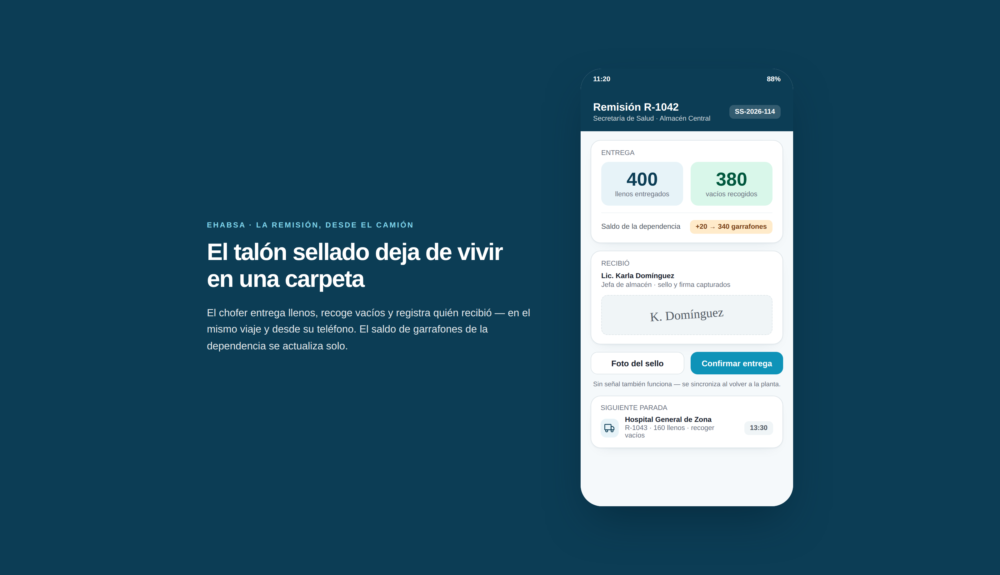 EHABSA · LA REMISIÓN, DESDE EL CAMIÓN
El talón sellado deja de vivir
en una carpeta
El chofer entrega llenos, recoge vacíos y registra quién recibió — en el
mismo viaje y desde su teléfono. El saldo de garrafones de la
dependencia se actualiza solo.
11:20 88%
Remisión R-1042
Secretaría de Salud · Almacén Central
SS-2026-114
ENTREGA
400
llenos entregados
380
vacíos recogidos
Saldo de la dependencia
+20 → 340 garrafones
RECIBIÓ
Lic. Karla Domínguez
Jefa de almacén · sello y firma capturados
K. Domínguez
Foto del sello
Confirmar entrega
Sin señal también funciona — se sincroniza al volver a la planta.
SIGUIENTE PARADA
Hospital General de Zona
R-1043 · 160 llenos · recoger
vacíos
13:30